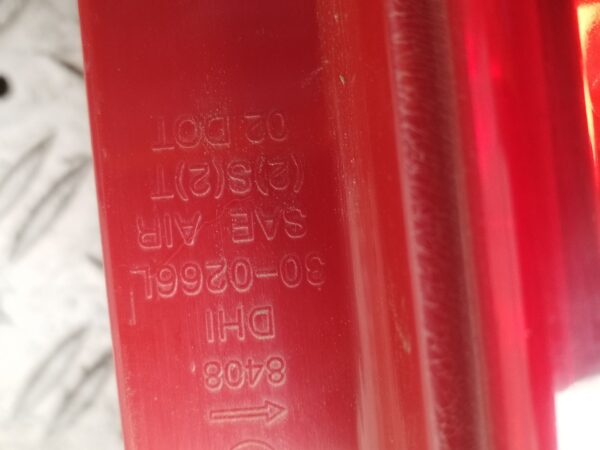 8408
DHI
30-0266L
SAE AIR
(2)S(2)T
02 DOT